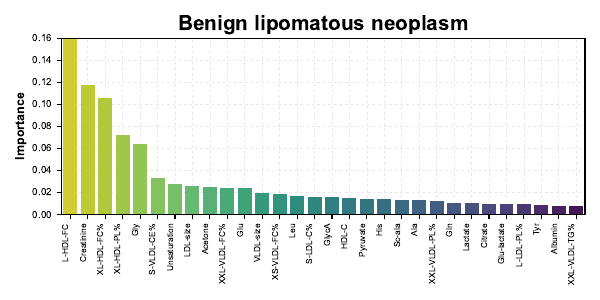 Benign lipomatous neoplasm
Importance
0.16
0.14
0.12
0.10
0.08
0.06
0.04
0.02
0.00
L-HDL-FC
Creatinine
XL-HDL-FC%
XL-HDL-PL%
Gly
S-VLDL-CE%
Unsaturation
LDL-size
Acetone
XXL-VLDL-FC%
Glu
VLDL-size
XS-VLDL-FC%
Leu
S-LDL-C%
GlycA
HDL-C
Pyruvate
His
Sc-ala
Ala
XXL-VLDL-PL%
Gln
Lactate
Citrate
Glu-lactate
L-LDL-PL%
Tyr
Albumin
XXL-VLDL-TG%